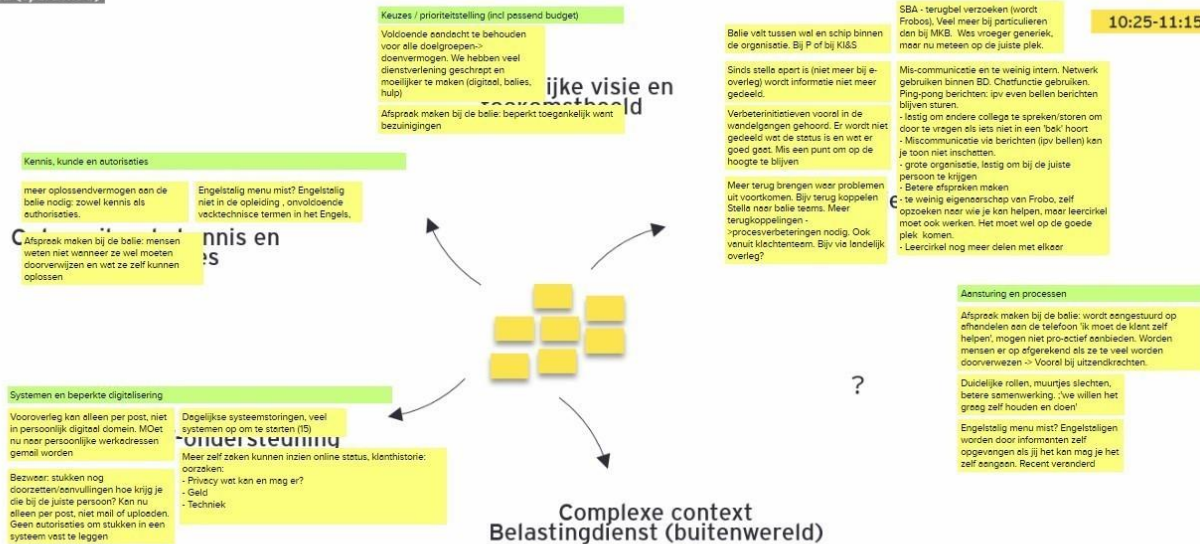 Keuzes / prioriteitstelling (incl passend budget)
Voldoende aandacht te behouden
voor alle doelgroepen->
doenvermogen. We hebben veel
dienstverlening geschrapt en
moeilijker te maken (digitaal, balies,
hulp)
ijke visie en
Afspraak maken bij de balie: beperkt toegankelijk want
bezuinigingen
Balie valt tussen wal en schip binnen
de organisatie. Bij P of bij KI&S
Sinds stella apart is (niet meer bij e-
overleg) wordt informatie niet meer
gedeeld.
Verbeterinitiatieven vooral in de
wandelgangen gehoord. Er wordt niet
gedeeld wat de status is en wat er
goed gaat. Mis een punt om op de
hoogte te blijven
Meer terug brengen waar problemen
uit voortkomen. Bijv terug koppelen
Stella naar balie teams. Meer
terugkoppelingen -
>procesverbeteringen nodig. Ook
vanuit klachtenteam. Bijv via landelijk
overleg?
SBA - terugbel verzoeken (wordt
Frobos), Veel meer bij particulieren
dan bij MKB. Was vroeger generiek,
maar nu meteen op de juiste plek.
Mis-communicatie en te weinig intern. Netwerk
gebruiken binnen BD. Chatfunctie gebruiken.
Ping-pong berichten: ipv even bellen berichten
blijven sturen.
- lastig om andere collega te spreken/storen om
door te vragen als iets niet in een 'bak' hoort
- Miscommunicatie via berichten (ipv bellen) kan
je toon niet inschatten.
- grote organisatie, lastig om bij de juiste
persoon te krijgen
- Betere afspraken maken
- te weinig eigenaarschap van Frobo, zelf
opzoeken naar wie je kan helpen, maar leercirkel
moet ook werken. Het moet wel op de goede
plek komen.
- Leercirkel nog meer delen met elkaar
10:25-11:15
Kennis, kunde en autorisaties
meer oplossendvermogen aan de
balie nodig: zowel kennis als
authorisaties.
Engelstalig menu mist? Engelstalig
niet in de opleiding , onvoldoende
vacktechnisce termen in het Engels,
nnis en
Afspraak maken bij de balie: mensen
weten niet wanneer ze wel moeten
doorverwijzen en wat ze zelf kunnen
oplossen
Aansturing en processen
Afspraak maken bij de balie: wordt aangestuurd op
afhandelen aan de telefoon 'ik moet de klant zelf
helpen', mogen niet pro-actief aanbieden. Worden
mensen er op afgerekend als ze te veel worden
doorverwezen -> Vooral bij uitzendkrachten.
Duidelijke rollen, muurtjes slechten,
betere samenwerking. ;'we willen het
graag zelf houden en doen'
Engelstalig menu mist? Engelstaligen
worden door informanten zelf
opgevangen als jij het kan mag je het
zelf aangaan. Recent veranderd
?
Systemen en beperkte digitalisering
Vooroverleg kan alleen per post, niet
in persoonlijk digitaal domein. MOet
nu naar persoonlijke werkadressen
gemail worden
Dagelijkse systeemstoringen, veel
systemen op om te starten (15)
-ondersteuning
Meer zelf zaken kunnen inzien online status, klanthistorie:
oorzaken:
- Privacy wat kan en mag er?
- Geld
- Techniek
Bezwaar: stukken nog
doorzetten/aanvullingen hoe krijg je
die bij de juiste persoon? Kan nu
alleen per post, niet mail of uploaden.
Geen autorisaties om stukken in een
systeem vast te leggen
Complexe context
Belastingdienst (buitenwereld)